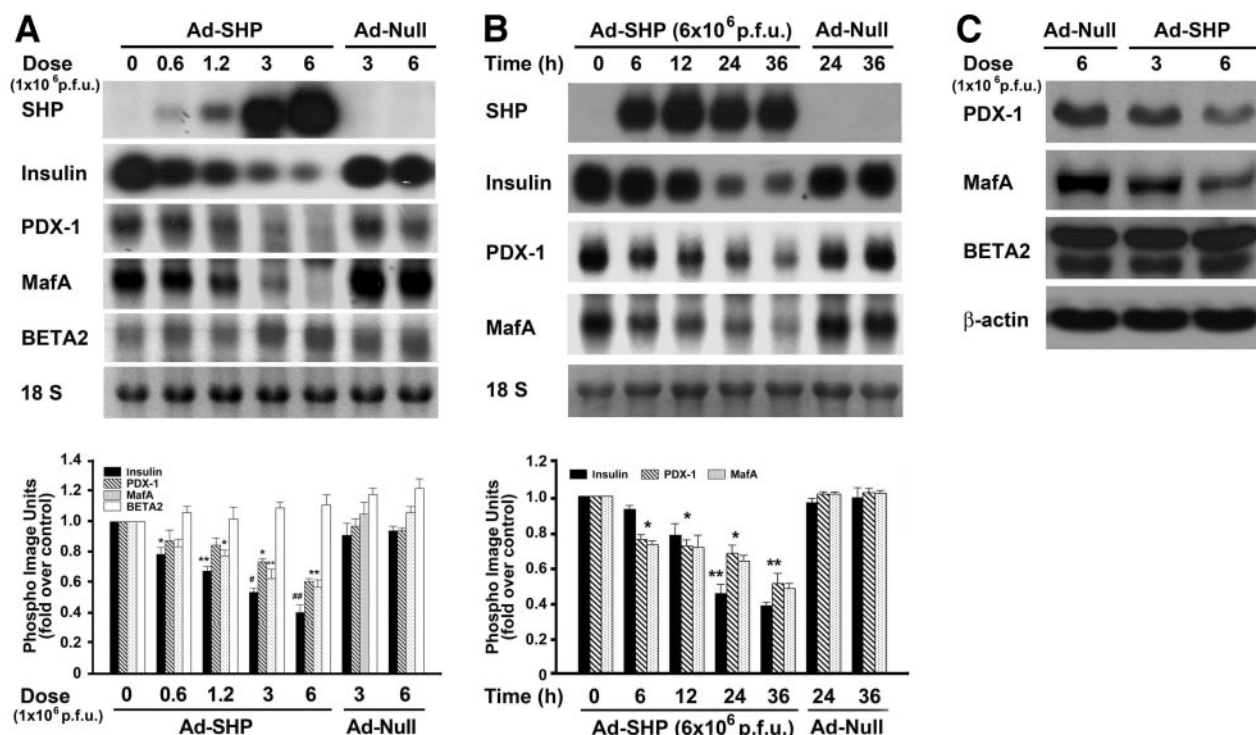 A
Ad-SHP Ad-Null
Dose 0 0.6 1.2 3 6 3 6
(1x10⁶ p.f.u.)
SHP
Insulin
PDX-1
MafA
BETA2
18 S
1.4
1.2
1.0
0.8
0.6
0.4
0.2
0
Phospho Image Units
(fold over control)
Insulin
PDX-1
MafA
BETA2
* ** * # * ** ## **
Dose 0 0.6 1.2 3 6 3 6
(1x10⁶ p.f.u.)
Ad-SHP Ad-Null
B
Ad-SHP (6x10⁶ p.f.u.) Ad-Null
Time (h) 0 6 12 24 36 24 36
SHP
Insulin
PDX-1
MafA
18 S
1.2
1.0
0.8
0.6
0.4
0.2
0
Phospho Image Units
(fold over control)
Insulin PDX-1 MafA
* * ** * **
Time (h) 0 6 12 24 36 24 36
Ad-SHP (6x10⁶ p.f.u.) Ad-Null
C
Ad-Null Ad-SHP
Dose 6 3 6
(1x10⁶ p.f.u.)
PDX-1
MafA
BETA2
β-actin